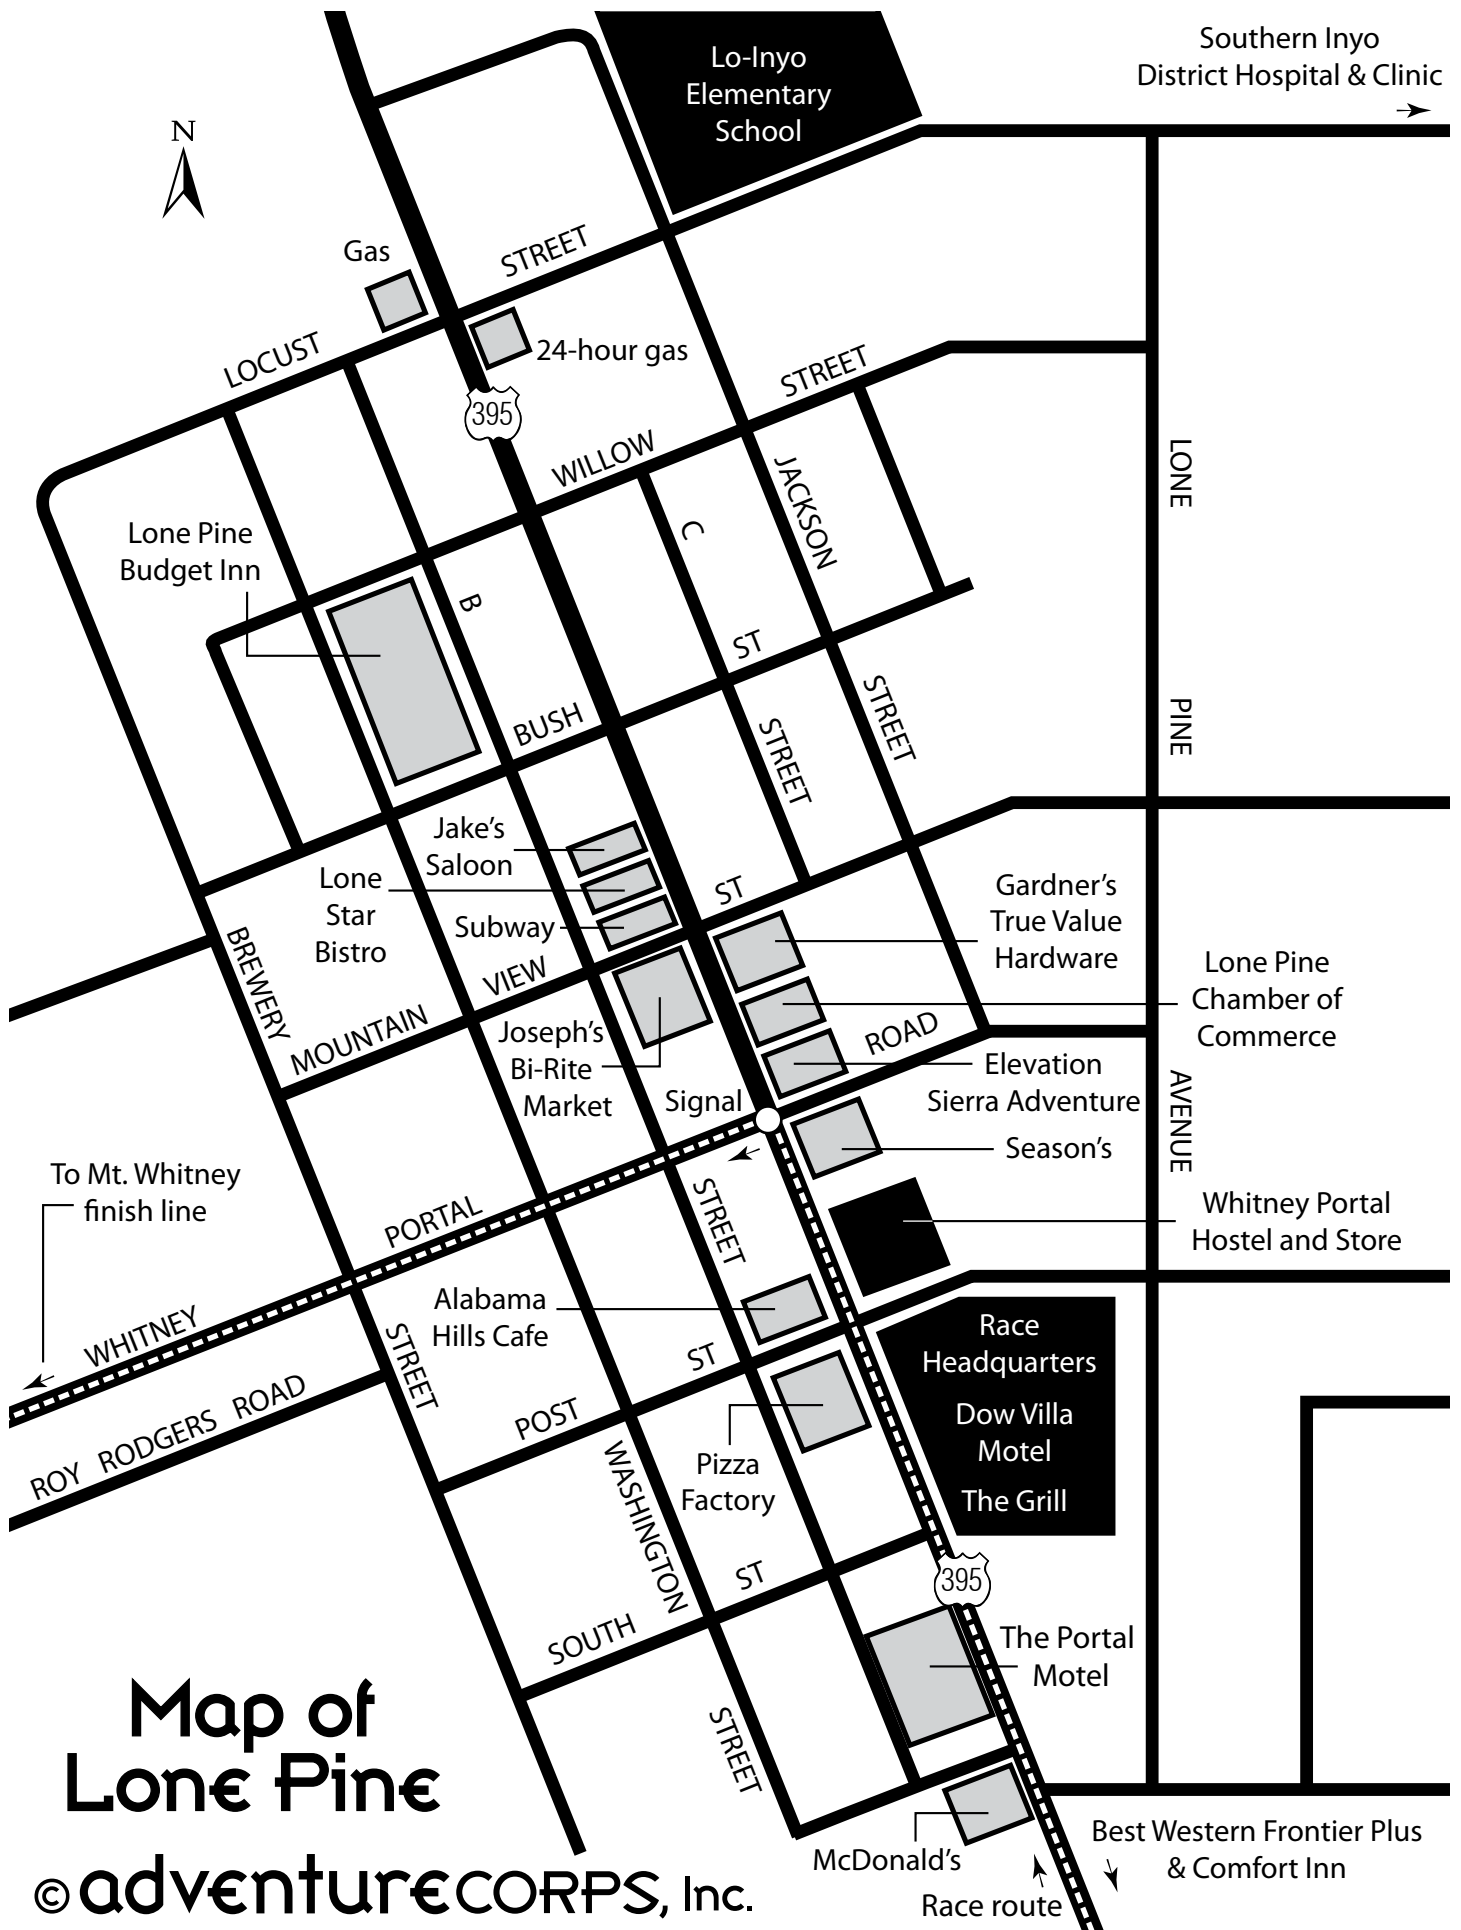 Southern Inyo
District Hospital & Clinic
Lo-Inyo
Elementary
School
N
Gas
STREET
LOCUST
24-hour gas
395
STREET
WILLOW
LONE
JACKSON
C
Lone Pine
Budget Inn
B
ST
BUSH
STREET
STREET
PINE
Jake's
Saloon
Lone
Star
Bistro
Subway
ST
Gardner's
True Value
Hardware
BREWERY
VIEW
MOUNTAIN
Lone Pine
Chamber of
Commerce
Joseph's
Bi-Rite
Market
ROAD
Elevation
Sierra Adventure
Signal
AVENUE
Season's
To Mt. Whitney
finish line
PORTAL
STREET
Whitney Portal
Hostel and Store
Alabama
Hills Cafe
WHITNEY
STREET
ST
POST
Race
Headquarters
Dow Villa
Motel
The Grill
ROY RODGERS ROAD
Pizza
Factory
WASHINGTON
ST
SOUTH
395
The Portal
Motel
STREET
Map of
Lone Pine
© adventureCORPS, Inc.
McDonald's
Best Western Frontier Plus
& Comfort Inn
Race route